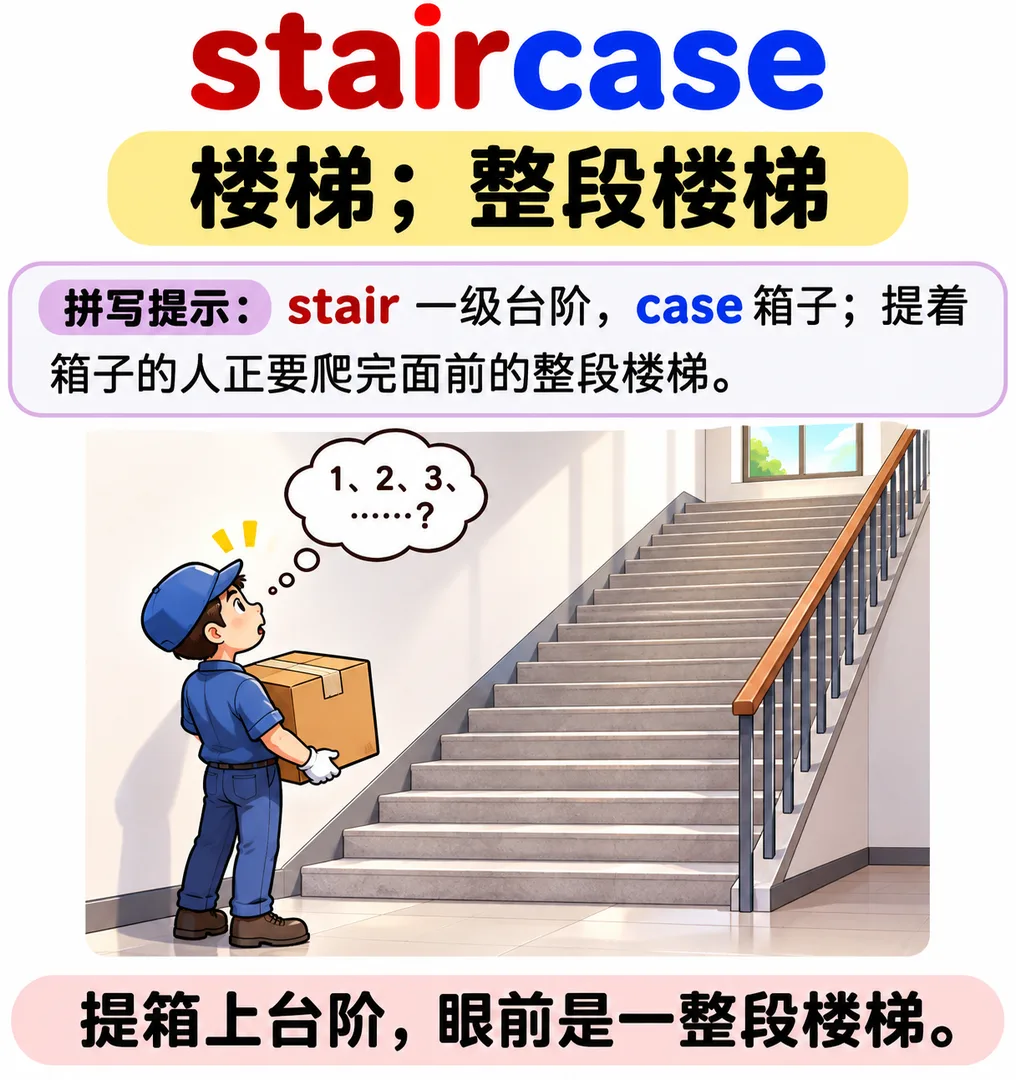 staircase
楼梯；整段楼梯
拼写提示： stair 一级台阶，case 箱子；提着
箱子的人正要爬完面前的整段楼梯。
1、2、3、
……？
提箱上台阶，眼前是一整段楼梯。